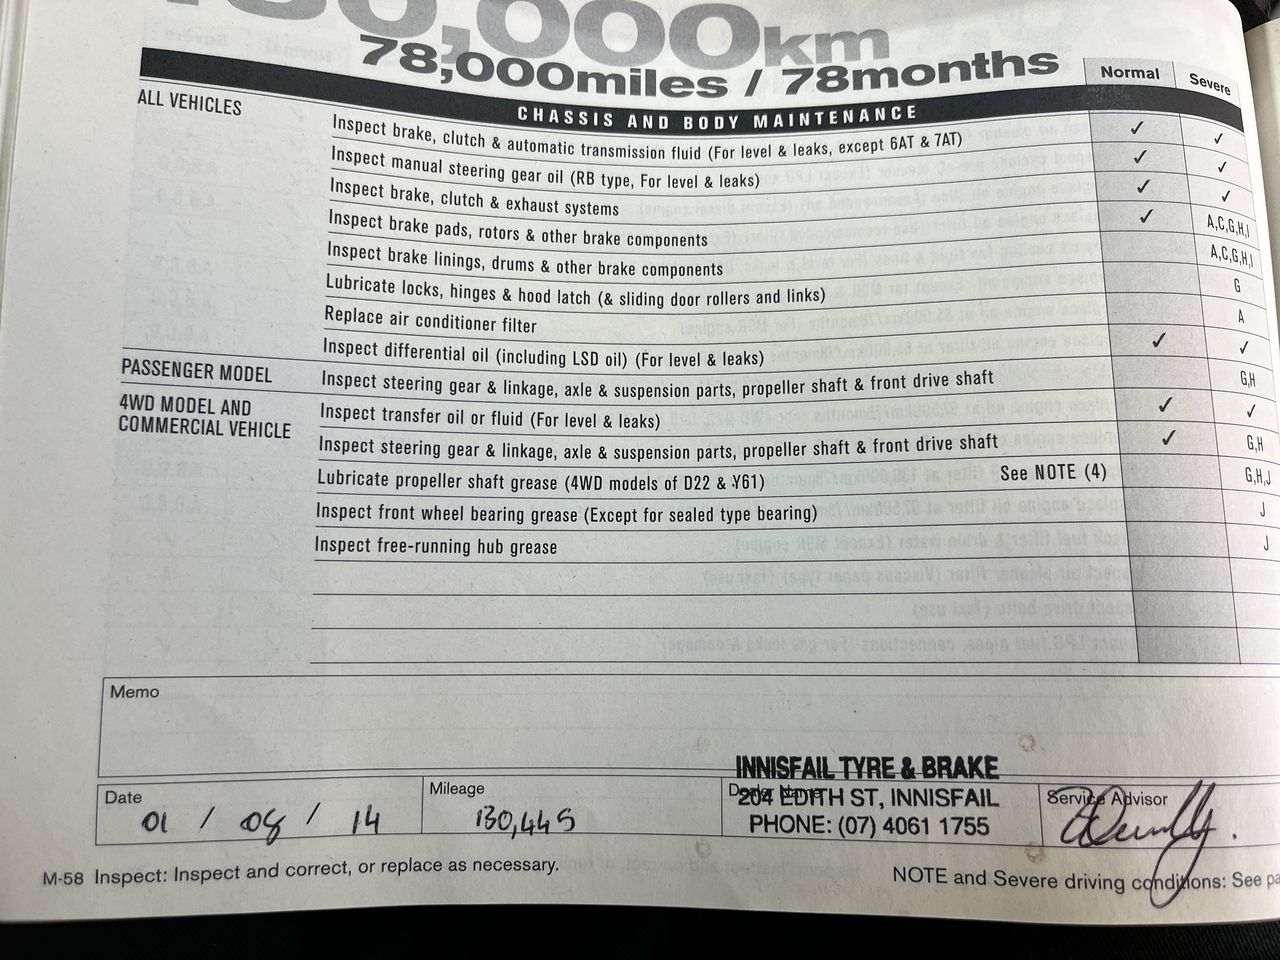 130,000km
78,000miles / 78months
Normal Severe
CHASSIS AND BODY MAINTENANCE
ALL VEHICLES
Inspect brake, clutch & automatic transmission fluid (For level & leaks, except 6AT & 7AT) ✓ ✓
Inspect manual steering gear oil (RB type, For level & leaks) ✓ ✓
Inspect brake, clutch & exhaust systems ✓ ✓
Inspect brake pads, rotors & other brake components ✓ A,C,G,H,I
Inspect brake linings, drums & other brake components A,C,G,H,I
Lubricate locks, hinges & hood latch (& sliding door rollers and links) G
Replace air conditioner filter A
Inspect differential oil (including LSD oil) (For level & leaks) ✓ ✓
PASSENGER MODEL Inspect steering gear & linkage, axle & suspension parts, propeller shaft & front drive shaft G,H
4WD MODEL AND
COMMERCIAL VEHICLE
Inspect transfer oil or fluid (For level & leaks) ✓ ✓
Inspect steering gear & linkage, axle & suspension parts, propeller shaft & front drive shaft ✓ G,H
Lubricate propeller shaft grease (4WD models of D22 & Y61) See NOTE (4) G,H,J
Inspect front wheel bearing grease (Except for sealed type bearing) J
Inspect free-running hub grease J
Memo
INNISFAIL TYRE & BRAKE
204 EDITH ST, INNISFAIL
PHONE: (07) 4061 1755
Date
01 / 08 / 14
Mileage
130,445
Dealer Name
Service Advisor
M-58 Inspect: Inspect and correct, or replace as necessary.
NOTE and Severe driving conditions: See